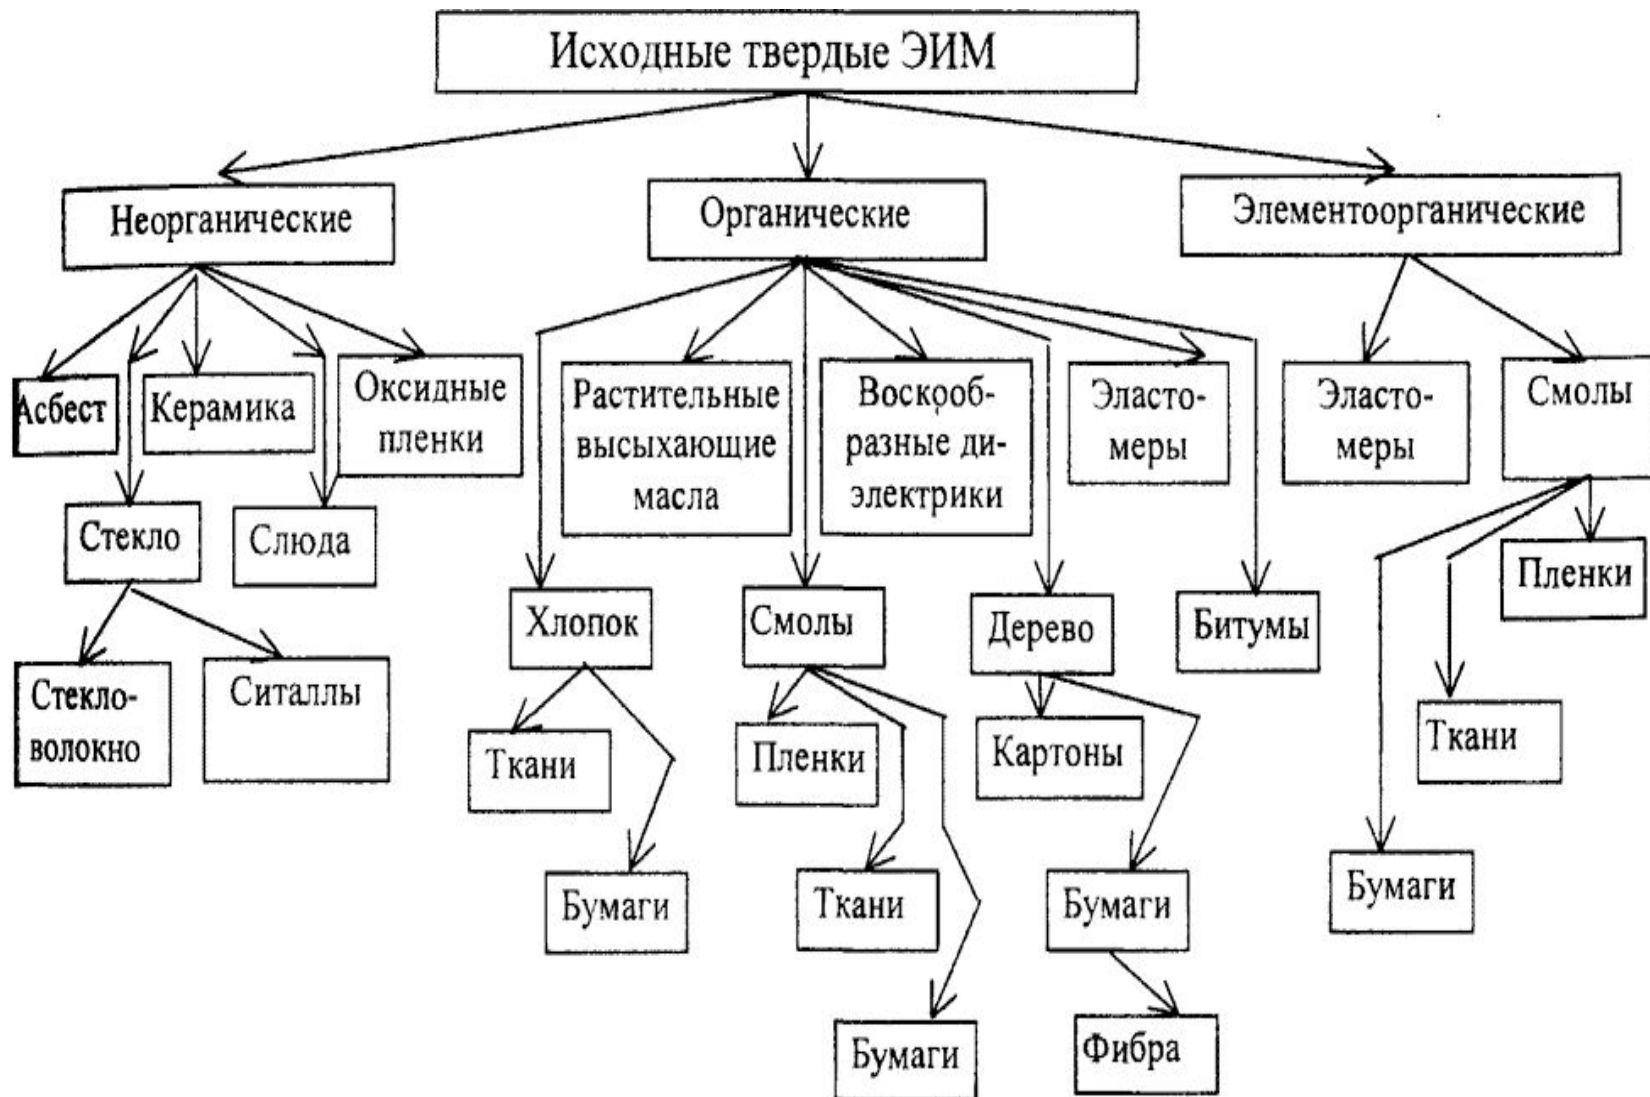 Исходные твердые ЭИМ
Неорганические
Органические
Элементоорганические
Асбест
Керамика
Оксидные
пленки
Растительные
высыхающие
масла
Воскооб-
разные ди-
электрики
Эласто-
меры
Эласто-
меры
Смолы
Стекло
Слюда
Пленки
Хлопок
Смолы
Дерево
Битумы
Стекло-
волокно
Ситаллы
Ткани
Пленки
Картоны
Ткани
Бумаги
Ткани
Бумаги
Бумаги
Бумаги
Фибра